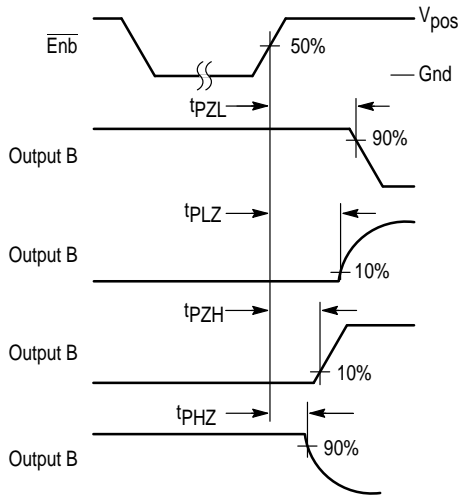 Enb
Vpos
50%
Gnd
tPZL
90%
Output B
tPLZ
Output B
10%
tPZH
Output B
10%
tPHZ
90%
Output B